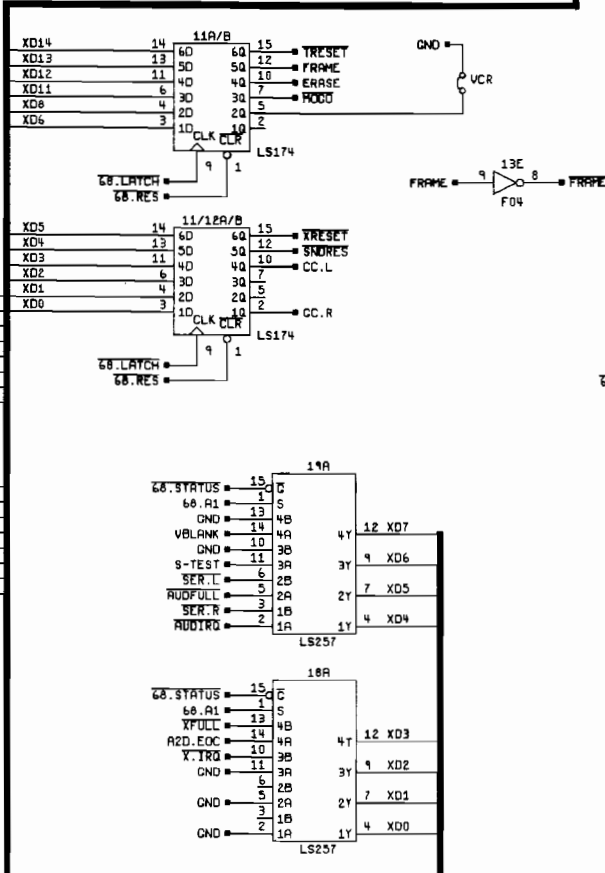 11A/B
XD14 14 6D 6Q 15 TRESET
XD13 13 5D 5Q 12 FRAME
XD12 11 4D 4Q 10 ERASE
XD11 6 3D 3Q 7 MOGO
XD8 4 2D 2Q 5
XD6 3 1D 1Q 2
CLK CLR
LS174
9 1
68.LATCH
68.RES
GND
VCR
13E
FRAME 9 8 FRAME
F04
11/12A/B
XD5 14 6D 6Q 15 XRESET
XD4 13 5D 5Q 12 SNDRES
XD3 11 4D 4Q 10 CC.L
XD2 6 3D 3Q 7
XD1 4 2D 2Q 5
XD0 3 1D 1Q 2 CC.R
CLK CLR
LS174
9 1
68.LATCH
68.RES
19A
68.STATUS 15 G
68.A1 1 S
GND 13 4B
VBLANK 14 4A 4Y 12 XD7
GND 10 3B
S-TEST 11 3A 3Y 9 XD6
SER.L 6 2B
AUDFULL 5 2A 2Y 7 XD5
SER.R 3 1B
AUDIRQ 2 1A 1Y 4 XD4
LS257
18A
68.STATUS 15 G
68.A1 1 S
XFULL 13 4B
A2D.EOC 14 4A 4Y 12 XD3
X.IRQ 10 3B
GND 11 3A 3Y 9 XD2
6 2B
GND 5 2A 2Y 7 XD1
3 1B
GND 2 1A 1Y 4 XD0
LS257